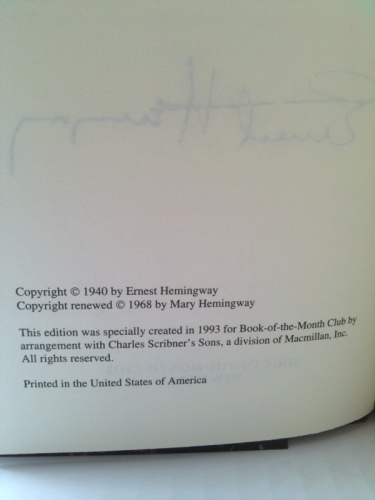 Copyright © 1940 by Ernest Hemingway
Copyright renewed © 1968 by Mary Hemingway
This edition was specially created in 1993 for Book-of-the-Month Club by
arrangement with Charles Scribner's Sons, a division of Macmillan, Inc.
All rights reserved.
Printed in the United States of America